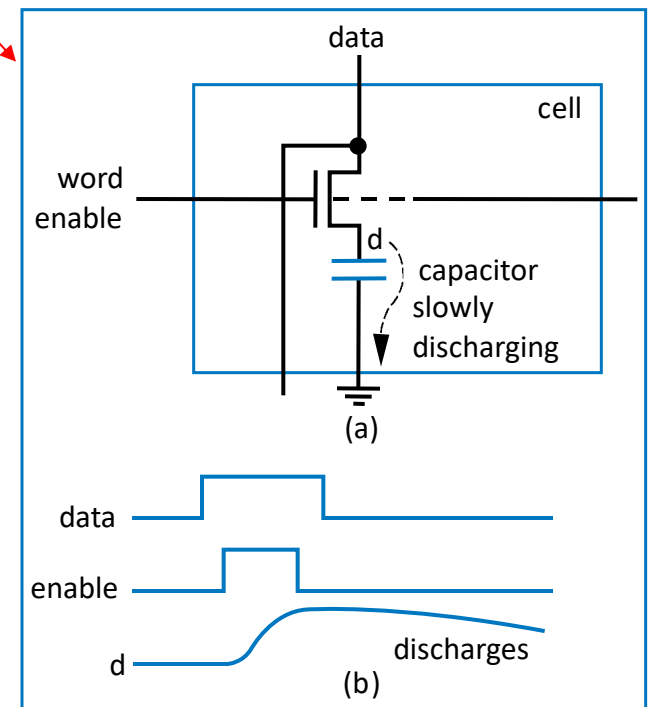 data
cell
word
enable
d
capacitor
slowly
discharging
(a)
data
enable
discharges
d
(b)